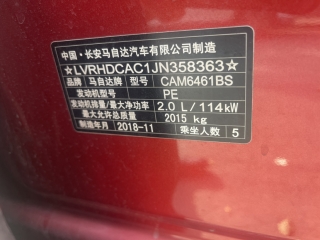 中国·长安马自达汽车有限公司制造
☆LVRHDCAC1JN358363☆
品牌 马自达牌 型号 CAM6461BS
发动机型号 PE
发动机排量/最大净功率 2.0 L / 114kW
最大允许总质量 2015 kg
制造年月 2018-11 乘坐人数 5